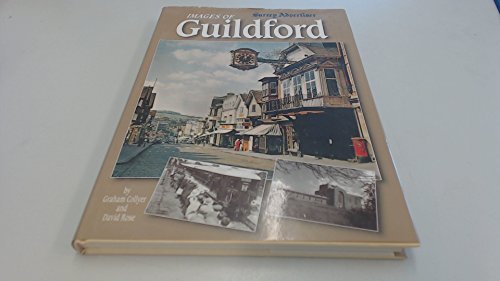 IMAGES OF
Surrey Advertiser
Guildford
by
Graham Collyer
and
David Rose